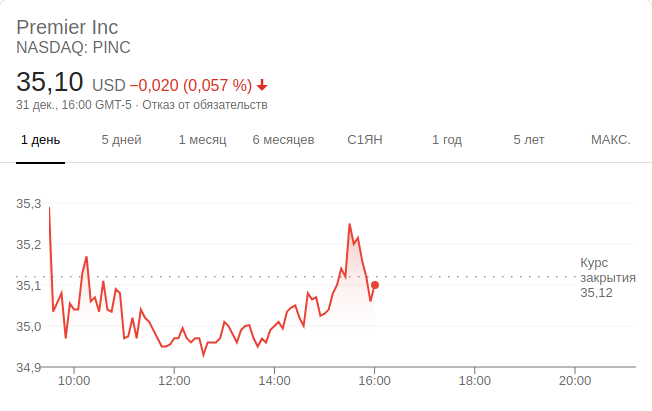 Premier Inc
NASDAQ: PINC
35,10 USD −0,020 (0,057 %)
31 дек., 16:00 GMT-5 · Отказ от обязательств
1 день 5 дней 1 месяц 6 месяцев С1ЯН 1 год 5 лет МАКС.
35,3
35,2
Курс
закрытия
35,12
35,1
35,0
34,9
10:00 12:00 14:00 16:00 18:00 20:00